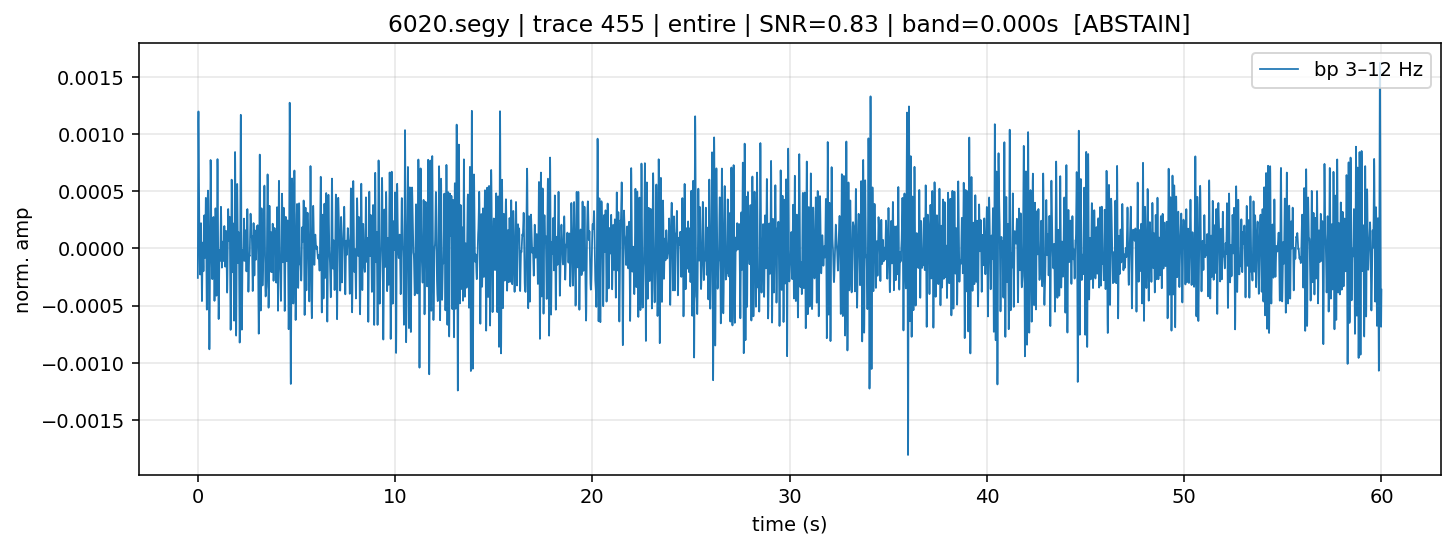 6020.segy | trace 455 | entire | SNR=0.83 | band=0.000s  [ABSTAIN]
bp 3–12 Hz
norm. amp
0.0015
0.0010
0.0005
0.0000
−0.0005
−0.0010
−0.0015
0 10 20 30 40 50 60
time (s)